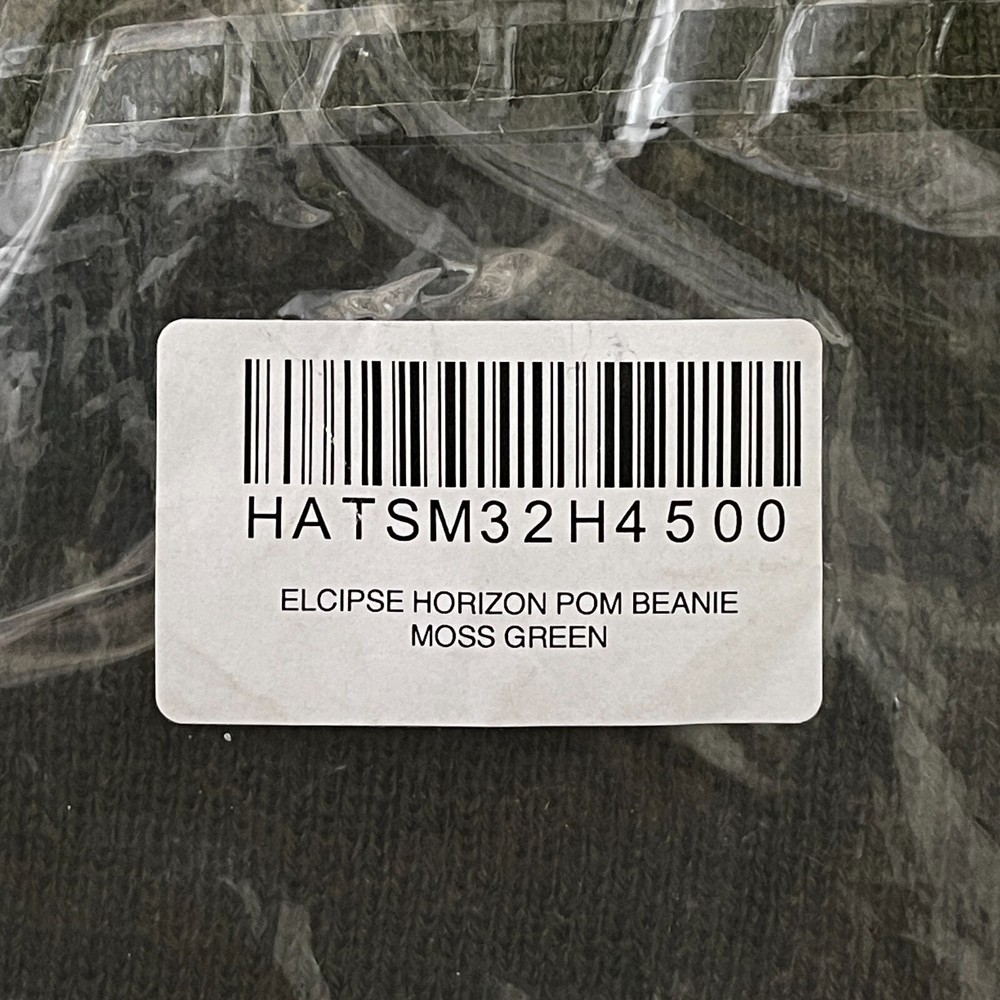 HATSM32H4500
ELCIPSE HORIZON POM BEANIE
MOSS GREEN